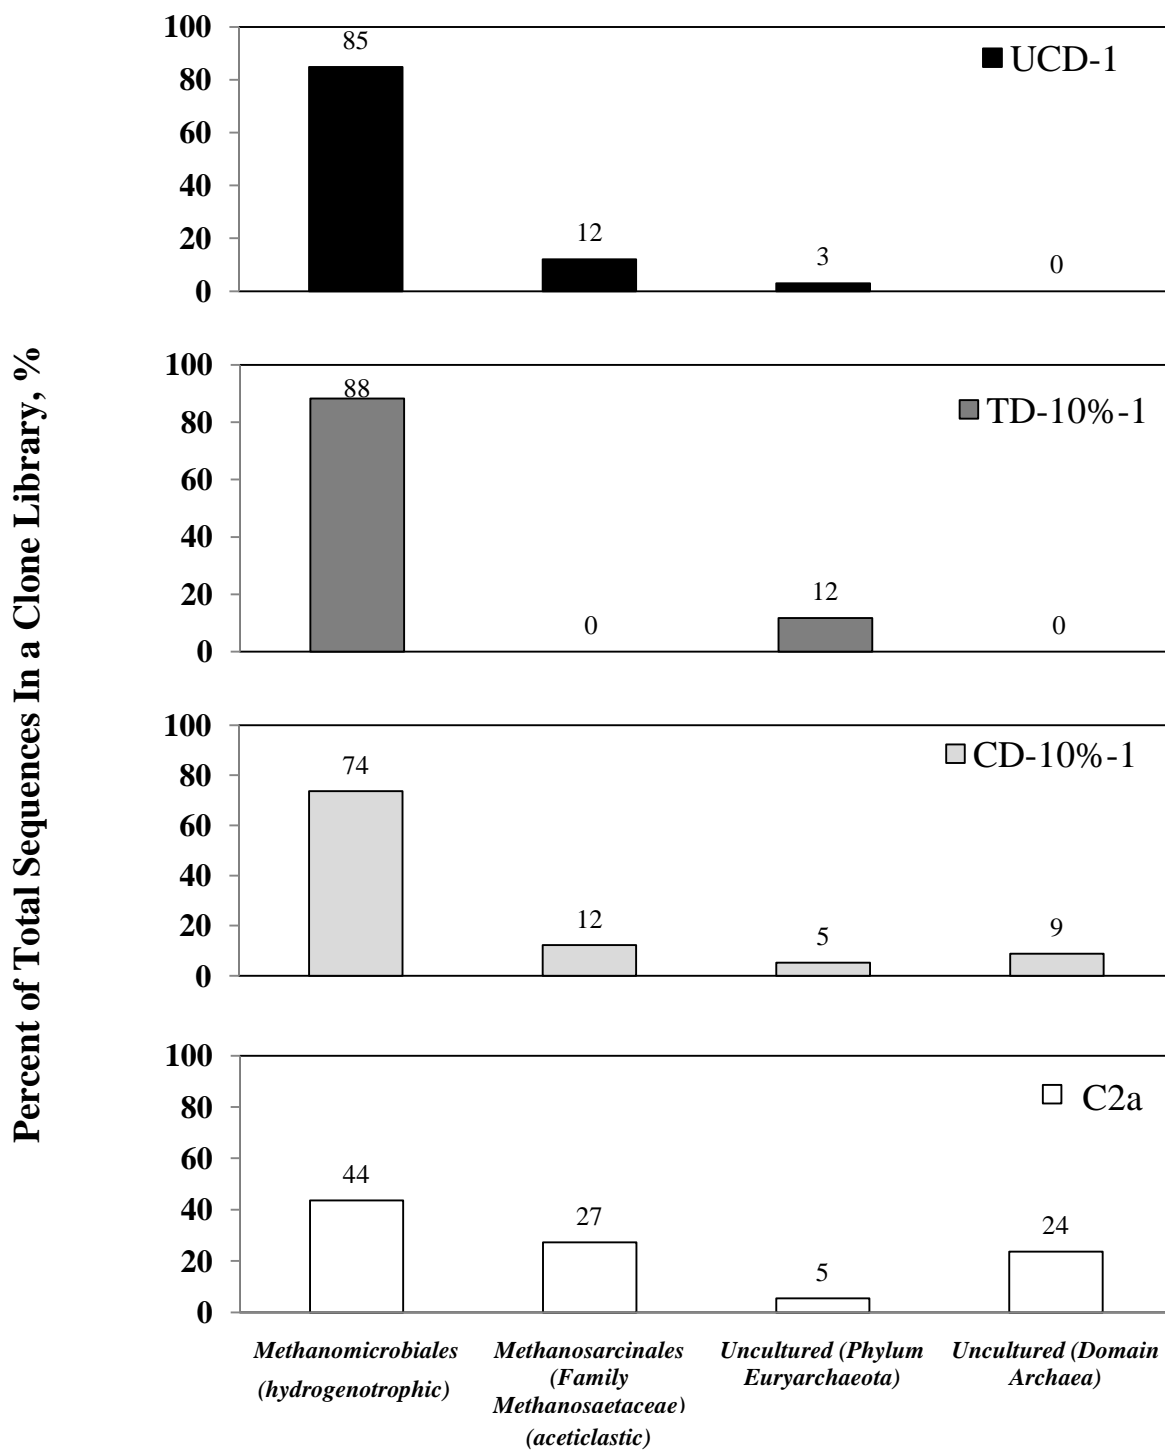 Percent of Total Sequences In a Clone Library, %
100
80
60
40
20
0
85
12
3
0
UCD-1
100
80
60
40
20
0
88
0
12
0
TD-10%-1
100
80
60
40
20
0
74
12
5
9
CD-10%-1
100
80
60
40
20
0
44
27
5
24
C2a
Methanomicrobiales
(hydrogenotrophic)
Methanosarcinales
(Family
Methanosaetaceae)
(aceticlastic)
Uncultured (Phylum
Euryarchaeota)
Uncultured (Domain
Archaea)